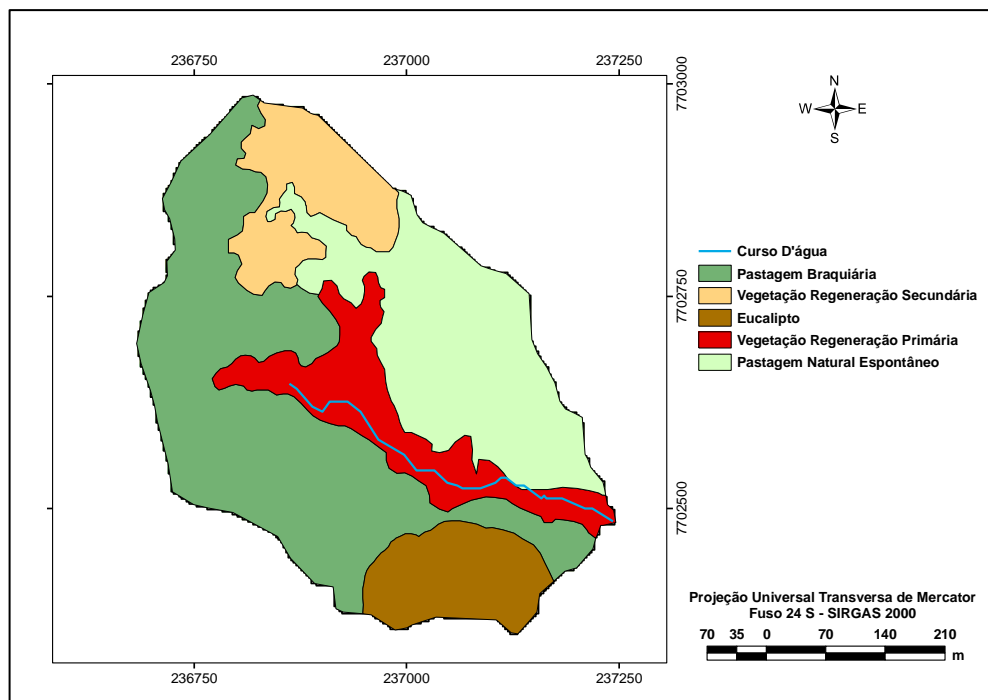 236750 237000 237250
7703000
N
W E
S
Curso D'água
Pastagem Braquiária
Vegetação Regeneração Secundária
Eucalipto
Vegetação Regeneração Primária
Pastagem Natural Espontâneo
7702750
7702500
Projeção Universal Transversa de Mercator
Fuso 24 S - SIRGAS 2000
70 35 0 70 140 210
m
236750 237000 237250